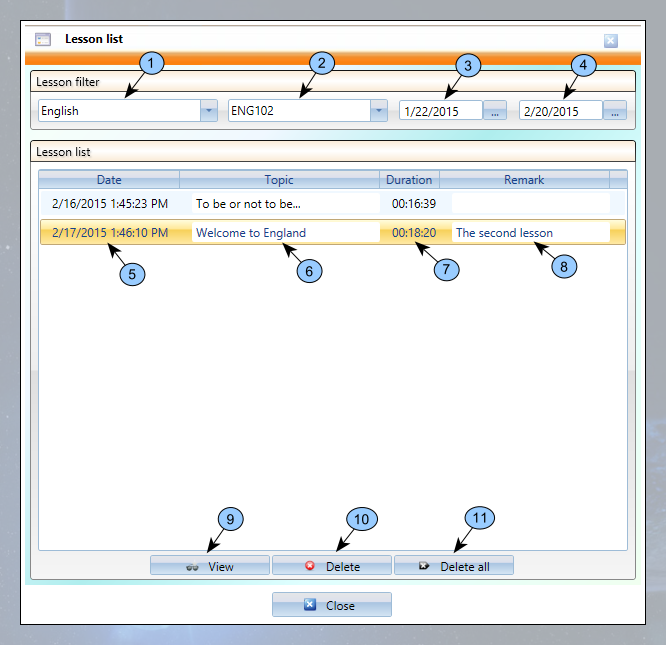 Lesson list
1 2 3 4
Lesson filter
English ENG102 1/22/2015 ... 2/20/2015 ...
Lesson list
Date Topic Duration Remark
2/16/2015 1:45:23 PM To be or not to be... 00:16:39
2/17/2015 1:46:10 PM Welcome to England 00:18:20 The second lesson
5 6 7 8
9 10 11
View Delete Delete all
Close